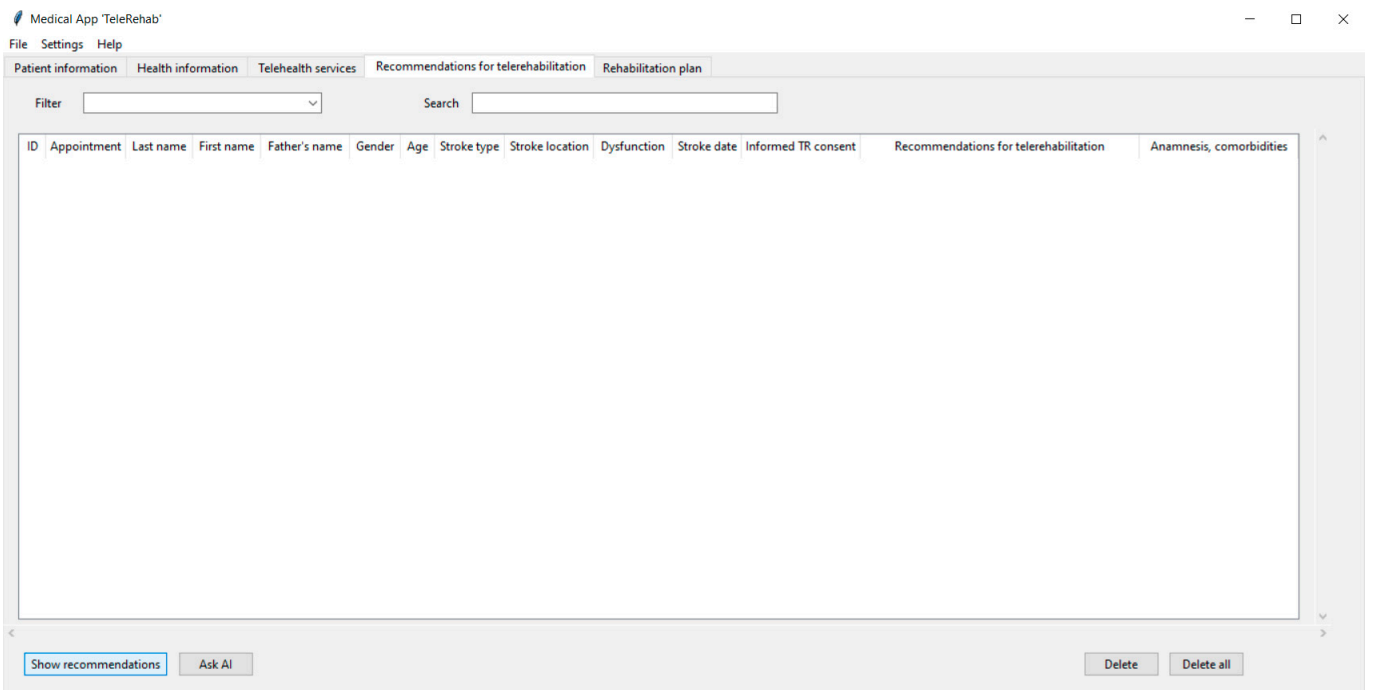 Medical App 'TeleRehab'
File Settings Help
Patient information Health information Telehealth services Recommendations for telerehabilitation Rehabilitation plan
Filter Search
ID Appointment Last name First name Father's name Gender Age Stroke type Stroke location Dysfunction Stroke date Informed TR consent Recommendations for telerehabilitation Anamnesis, comorbidities
Show recommendations Ask AI Delete Delete all